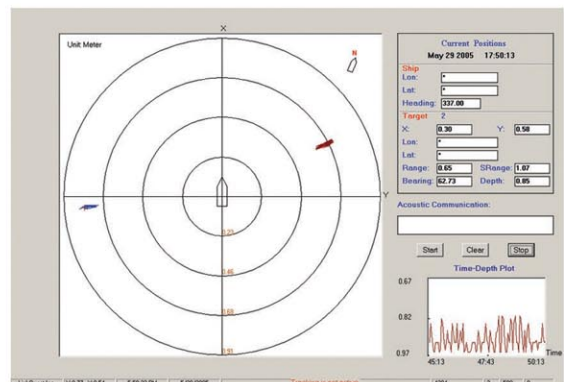 X
Unit Meter
N
Y
0.23
0.46
0.69
0.91
Current Positions
May 29 2005 17:50:13
Ship
Lon: *
Lat: *
Heading: 337.00
Target 2
X: 0.30 Y: 0.58
Lon: *
Lat: *
Range: 0.65 SRange: 1.07
Bearing: 62.73 Depth: 0.85
Acoustic Communication:
Start Clear Stop
Time-Depth Plot
0.67
0.82
0.97
Time
45:13 47:43 50:13